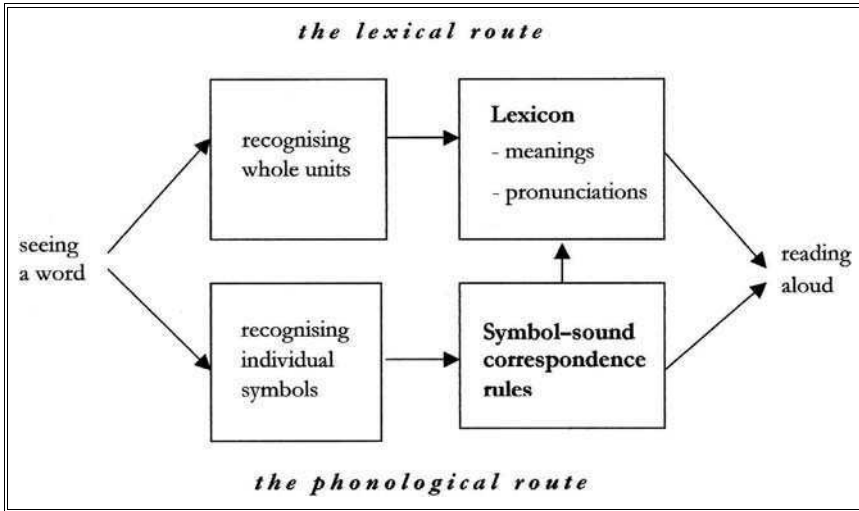 the lexical route
recognising
whole units
Lexicon
- meanings
- pronunciations
seeing
a word
reading
aloud
recognising
individual
symbols
Symbol–sound
correspondence
rules
the phonological route